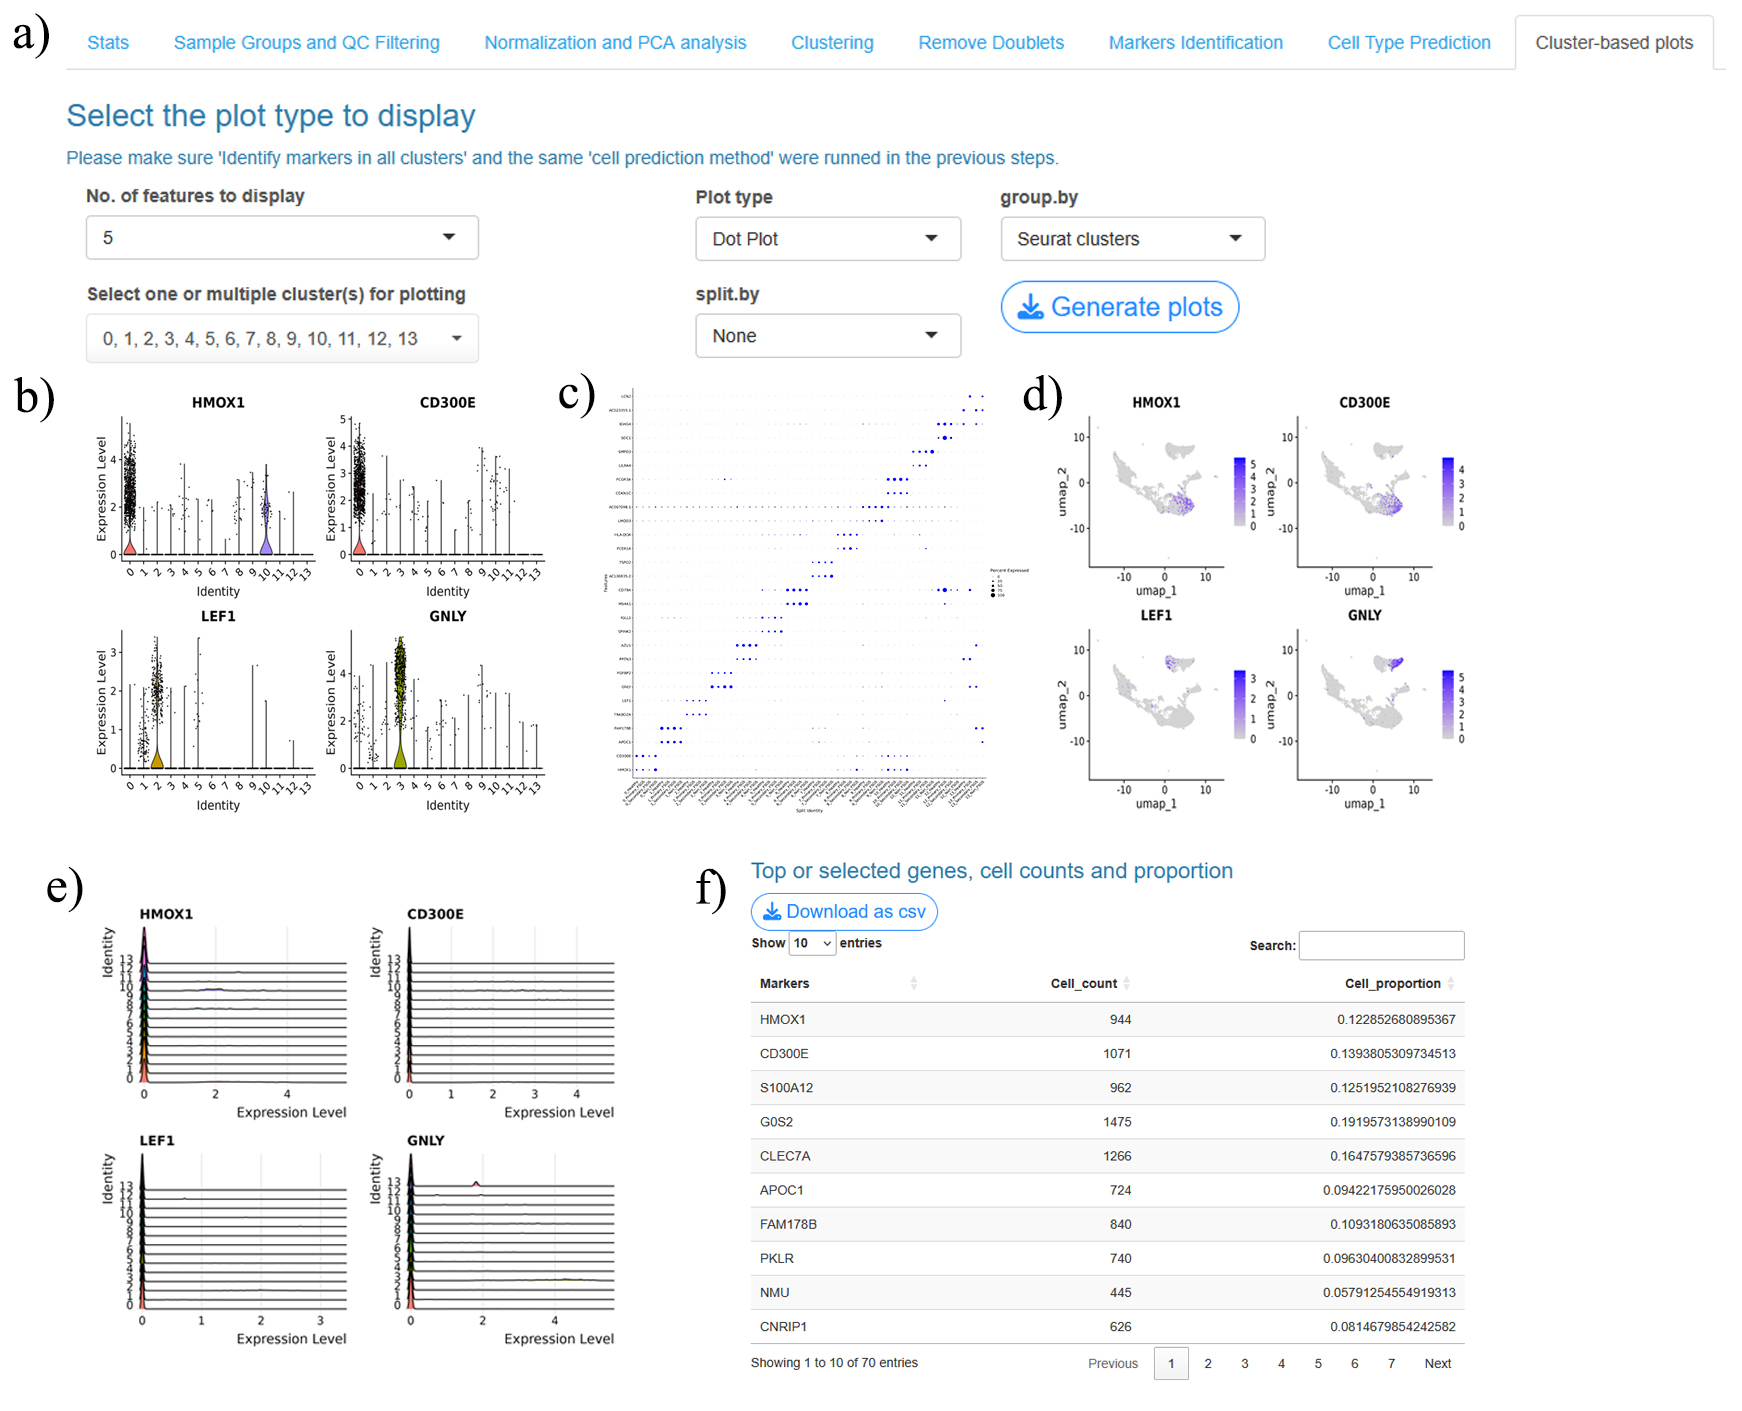 a)
Stats
Sample Groups and QC Filtering
Normalization and PCA analysis
Clustering
Remove Doublets
Markers Identification
Cell Type Prediction
Cluster-based plots
Select the plot type to display
Please make sure 'Identify markers in all clusters' and the same 'cell prediction method' were runned in the previous steps.
No. of features to display
5
Plot type
Dot Plot
group.by
Seurat clusters
Select one or multiple cluster(s) for plotting
0, 1, 2, 3, 4, 5, 6, 7, 8, 9, 10, 11, 12, 13
split.by
None
Generate plots
b)
HMOX1
Expression Level
4
2
0
0 1 2 3 4 5 6 7 8 9 10 11 12 13
Identity
CD300E
Expression Level
5
4
3
2
1
0
0 1 2 3 4 5 6 7 8 9 10 11 12 13
Identity
LEF1
Expression Level
3
2
1
0
0 1 2 3 4 5 6 7 8 9 10 11 12 13
Identity
GNLY
Expression Level
4
2
0
0 1 2 3 4 5 6 7 8 9 10 11 12 13
Identity
c)
Percent Expressed
Features
Split Identity
CD300E
HMOX1
LEF1
GNLY
APOC1
FAM178B
d)
HMOX1
umap_2
10
0
-10
-10 0 10
umap_1
5
4
3
2
1
0
CD300E
umap_2
10
0
-10
-10 0 10
umap_1
4
3
2
1
0
LEF1
umap_2
10
0
-10
-10 0 10
umap_1
3
2
1
0
GNLY
umap_2
10
0
-10
-10 0 10
umap_1
5
4
3
2
1
0
e)
HMOX1
Identity
13
12
11
10
9
8
7
6
5
4
3
2
1
0
0 2 4
Expression Level
CD300E
Identity
13
12
11
10
9
8
7
6
5
4
3
2
1
0
0 1 2 3 4
Expression Level
LEF1
Identity
13
12
11
10
9
8
7
6
5
4
3
2
1
0
0 1 2 3
Expression Level
GNLY
Identity
13
12
11
10
9
8
7
6
5
4
3
2
1
0
0 2 4
Expression Level
f)
Top or selected genes, cell counts and proportion
Download as csv
Show 10 entries
Search:
Markers Cell_count Cell_proportion
HMOX1 944 0.122852680895367
CD300E 1071 0.1393805309734513
S100A12 962 0.1251952108276939
G0S2 1475 0.1919573138990109
CLEC7A 1266 0.1647579385736596
APOC1 724 0.09422175950026028
FAM178B 840 0.1093180635085893
PKLR 740 0.09630400832899531
NMU 445 0.05791254554919313
CNRIP1 626 0.0814679854242582
Showing 1 to 10 of 70 entries
Previous 1 2 3 4 5 6 7 Next